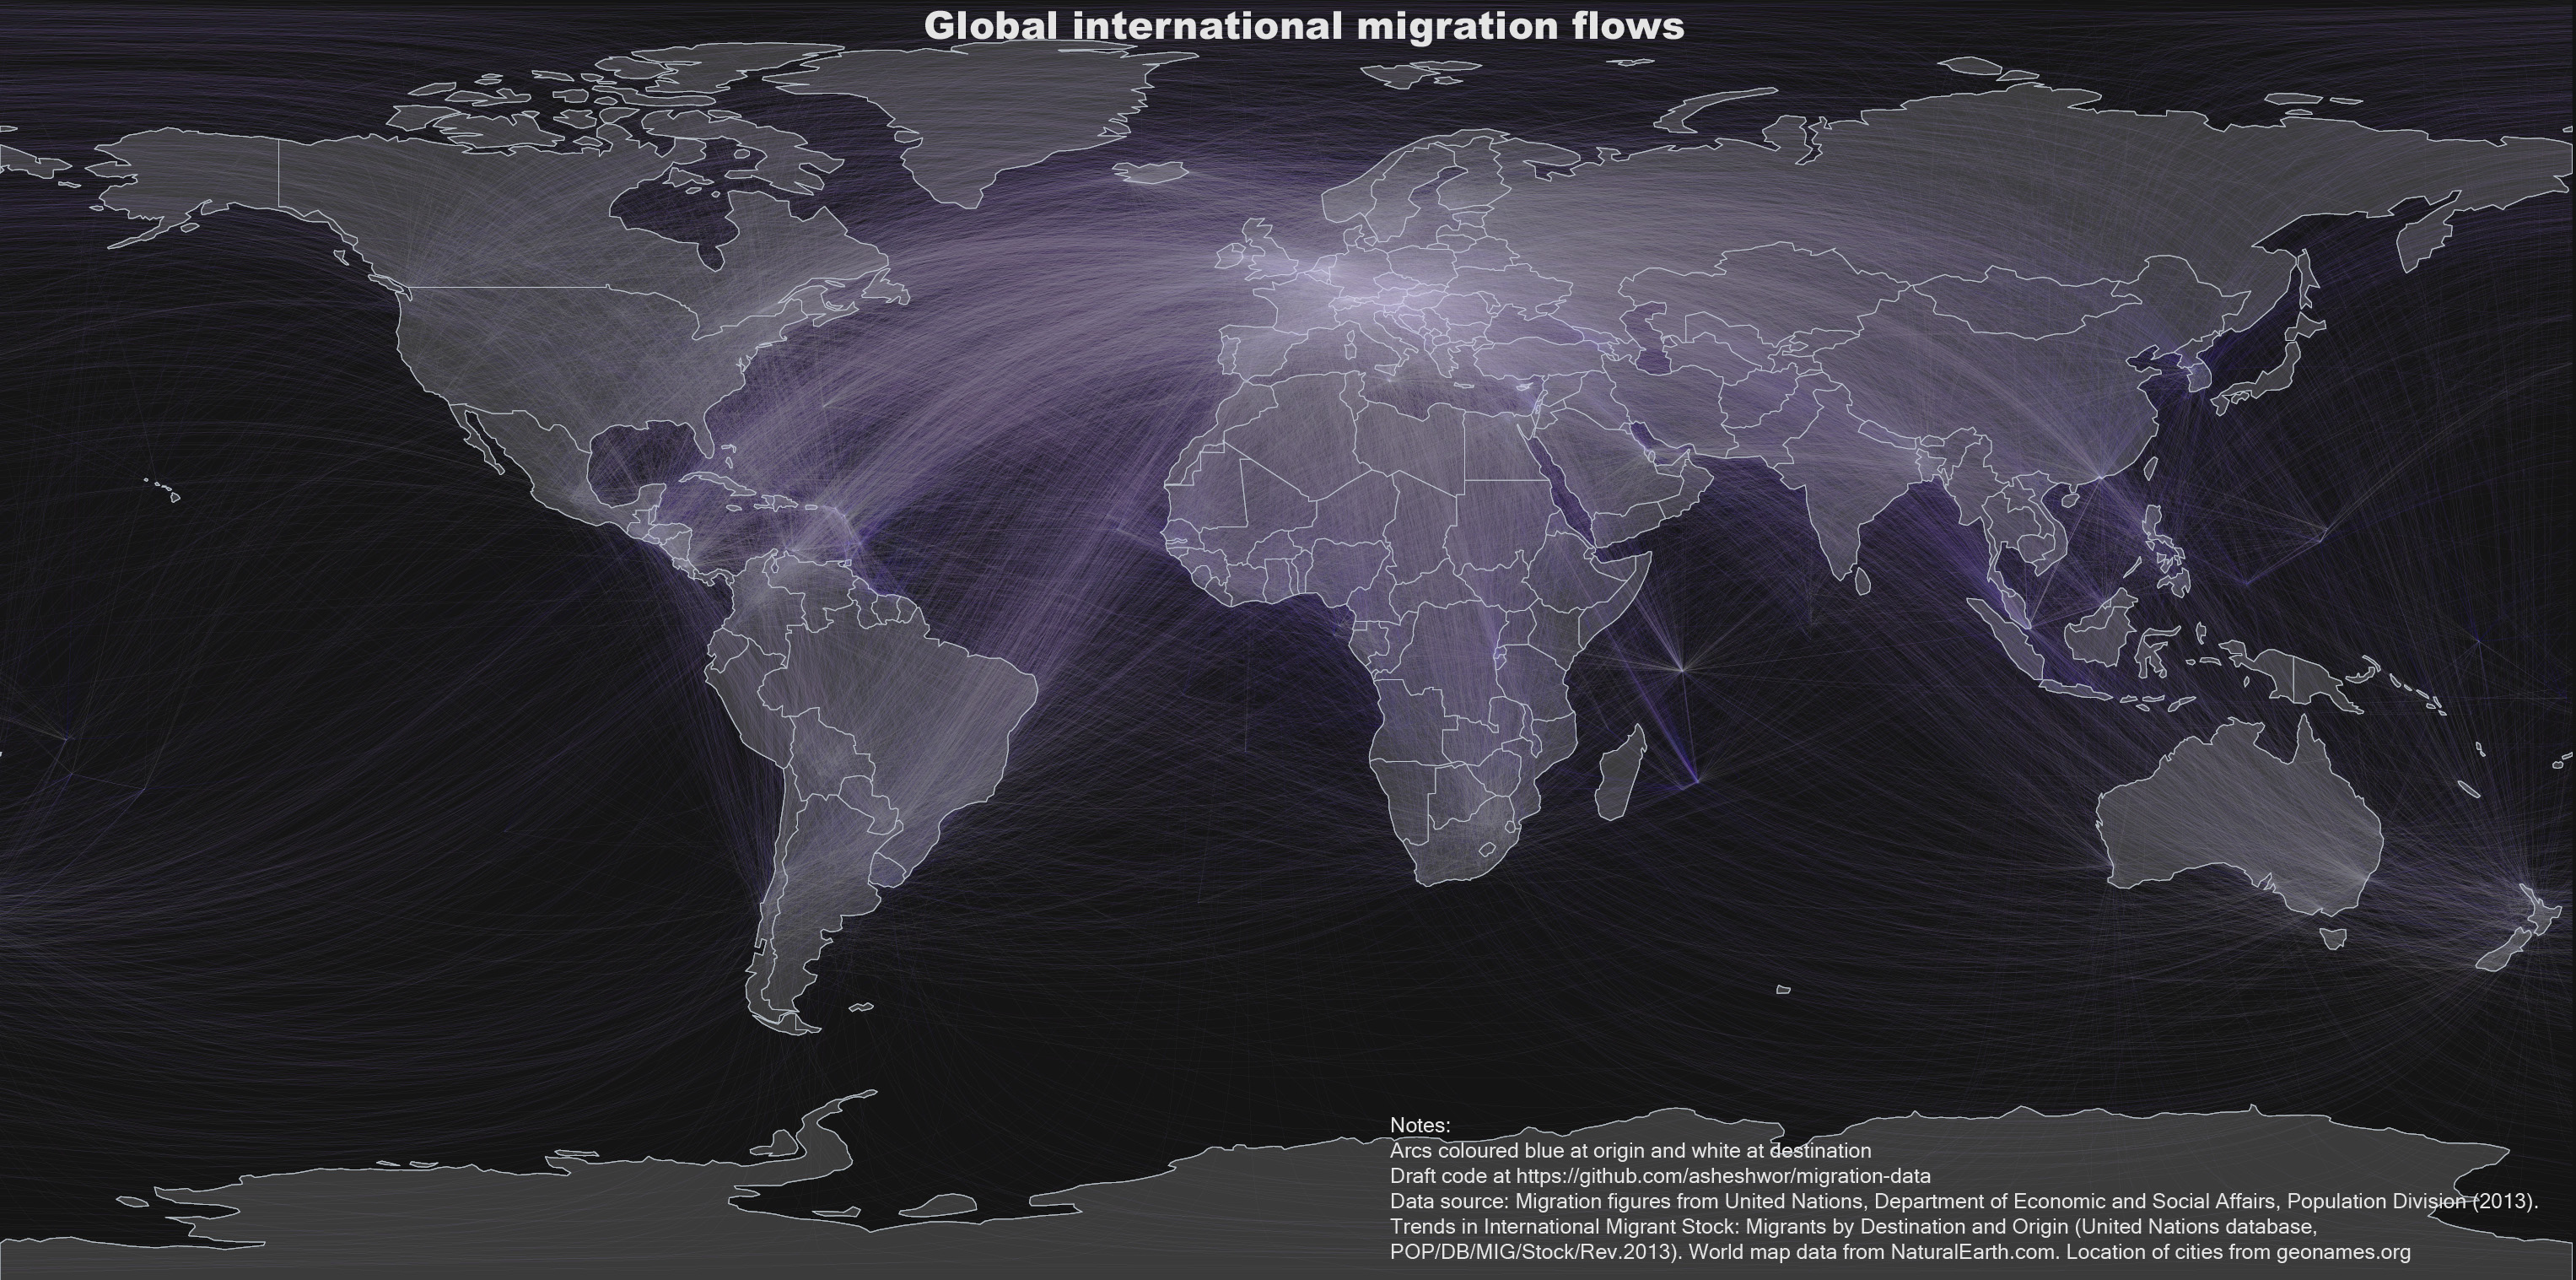 Global international migration flows
Notes:
Arcs coloured blue at origin and white at destination
Draft code at https://github.com/asheshwor/migration-data
Data source: Migration figures from United Nations, Department of Economic and Social Affairs, Population Division (2013).
Trends in International Migrant Stock: Migrants by Destination and Origin (United Nations database,
POP/DB/MIG/Stock/Rev.2013). World map data from NaturalEarth.com. Location of cities from geonames.org